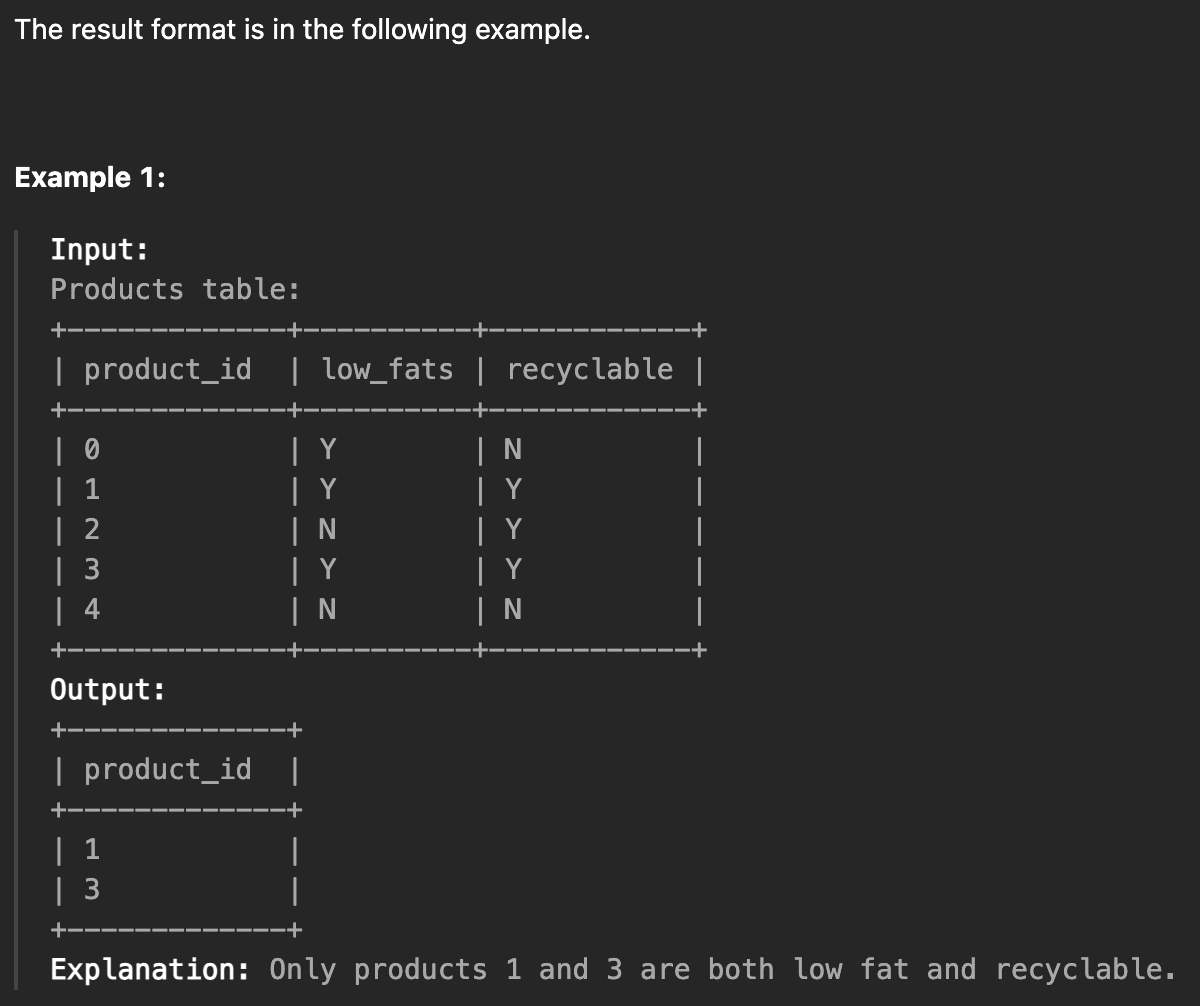 The result format is in the following example.
Example 1:
Input:
Products table:
+-------------+----------+------------+
| product_id  | low_fats | recyclable |
+-------------+----------+------------+
| 0           | Y        | N          |
| 1           | Y        | Y          |
| 2           | N        | Y          |
| 3           | Y        | Y          |
| 4           | N        | N          |
+-------------+----------+------------+
Output:
+-------------+
| product_id  |
+-------------+
| 1           |
| 3           |
+-------------+
Explanation: Only products 1 and 3 are both low fat and recyclable.